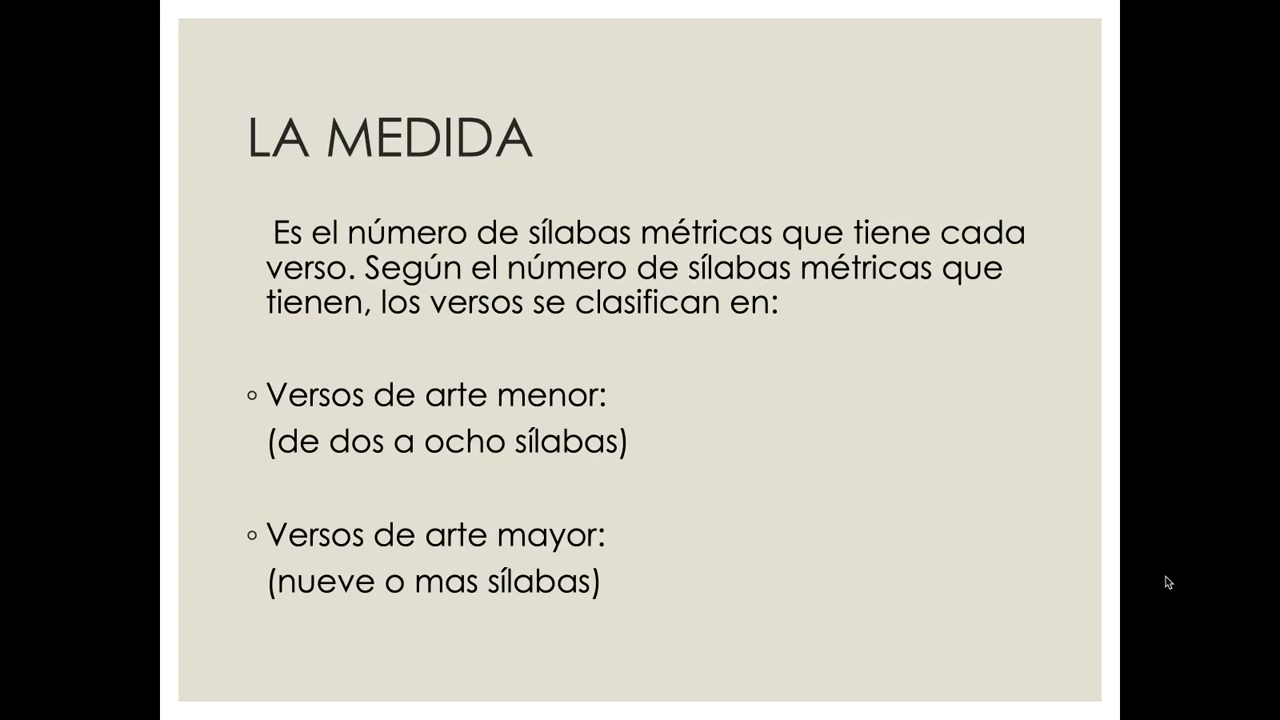 LA MEDIDA
Es el número de sílabas métricas que tiene cada
verso. Según el número de sílabas métricas que
tienen, los versos se clasifican en:
◦ Versos de arte menor:
(de dos a ocho sílabas)
◦ Versos de arte mayor:
(nueve o mas sílabas)